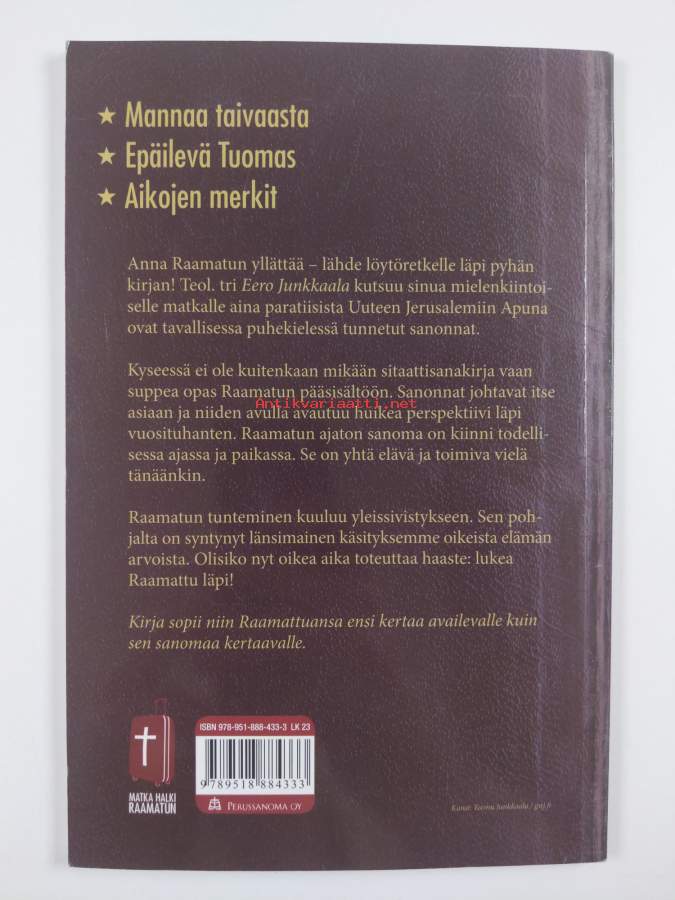 ★ Mannaa taivaasta
★ Epäilevä Tuomas
★ Aikojen merkit
Anna Raamatun yllättää – lähde löytöretkelle läpi pyhän
kirjan! Teol. tri Eero Junkkaala kutsuu sinua mielenkiintoi-
selle matkalle aina paratiisista Uuteen Jerusalemiin Apuna
ovat tavallisessa puhekielessä tunnetut sanonnat.
Kyseessä ei ole kuitenkaan mikään sitaattisanakirja vaan
suppea opas Raamatun pääsisältöön. Sanonnat johtavat itse
Antikvariaatti.net
asiaan ja niiden avulla avautuu huikea perspektiivi läpi
vuosituhanten. Raamatun ajaton sanoma on kiinni todelli-
sessa ajassa ja paikassa. Se on yhtä elävä ja toimiva vielä
tänäänkin.
Raamatun tunteminen kuuluu yleissivistykseen. Sen poh-
jalta on syntynyt länsimainen käsityksemme oikeista elämän
arvoista. Olisiko nyt oikea aika toteuttaa haaste: lukea
Raamattu läpi!
Kirja sopii niin Raamattuansa ensi kertaa availevalle kuin
sen sanomaa kertaavalle.
MATKA HALKI
RAAMATUN
ISBN 978-951-888-433-3 LK 23
9789518884333
PERUSSANOMA OY
Kansi: Teemu Junkkaala / gnj.fi